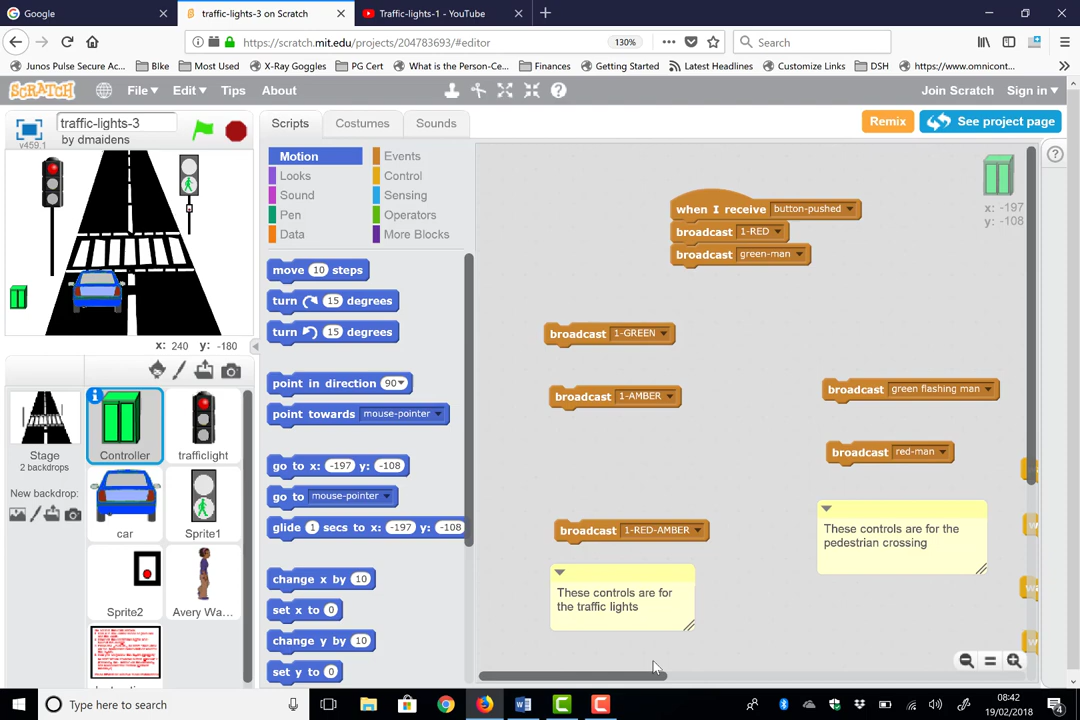 Google
traffic-lights-3 on Scratch
Traffic-lights-1 - YouTube
https://scratch.mit.edu/projects/204783693/#editor
130%
Search
Junos Pulse Secure Ac...
BIke
Most Used
X-Ray Goggles
PG Cert
What is the Person-Ce...
Finances
Getting Started
Latest Headlines
Customize Links
DSH
https://www.omnicont...
SCRATCH
File
Edit
Tips
About
Join Scratch
Sign in
traffic-lights-3
by dmaidens
v459.1
Scripts
Costumes
Sounds
Remix
See project page
Motion
Looks
Sound
Pen
Data
Events
Control
Sensing
Operators
More Blocks
move 10 steps
turn 15 degrees
turn 15 degrees
point in direction 90
point towards mouse-pointer
go to x: -197 y: -108
go to mouse-pointer
glide 1 secs to x: -197 y: -108
change x by 10
set x to 0
change y by 10
set y to 0
when I receive button-pushed
broadcast 1-RED
broadcast green-man
broadcast 1-GREEN
broadcast 1-AMBER
broadcast 1-RED-AMBER
These controls are for
the traffic lights
broadcast green flashing man
broadcast red-man
These controls are for the
pedestrian crossing
x: -197
y: -108
x: 240 y: -180
Stage
2 backdrops
New backdrop:
Controller
trafficlight
car
Sprite1
Sprite2
Avery Wa...
Type here to search
08:42
19/02/2018
4